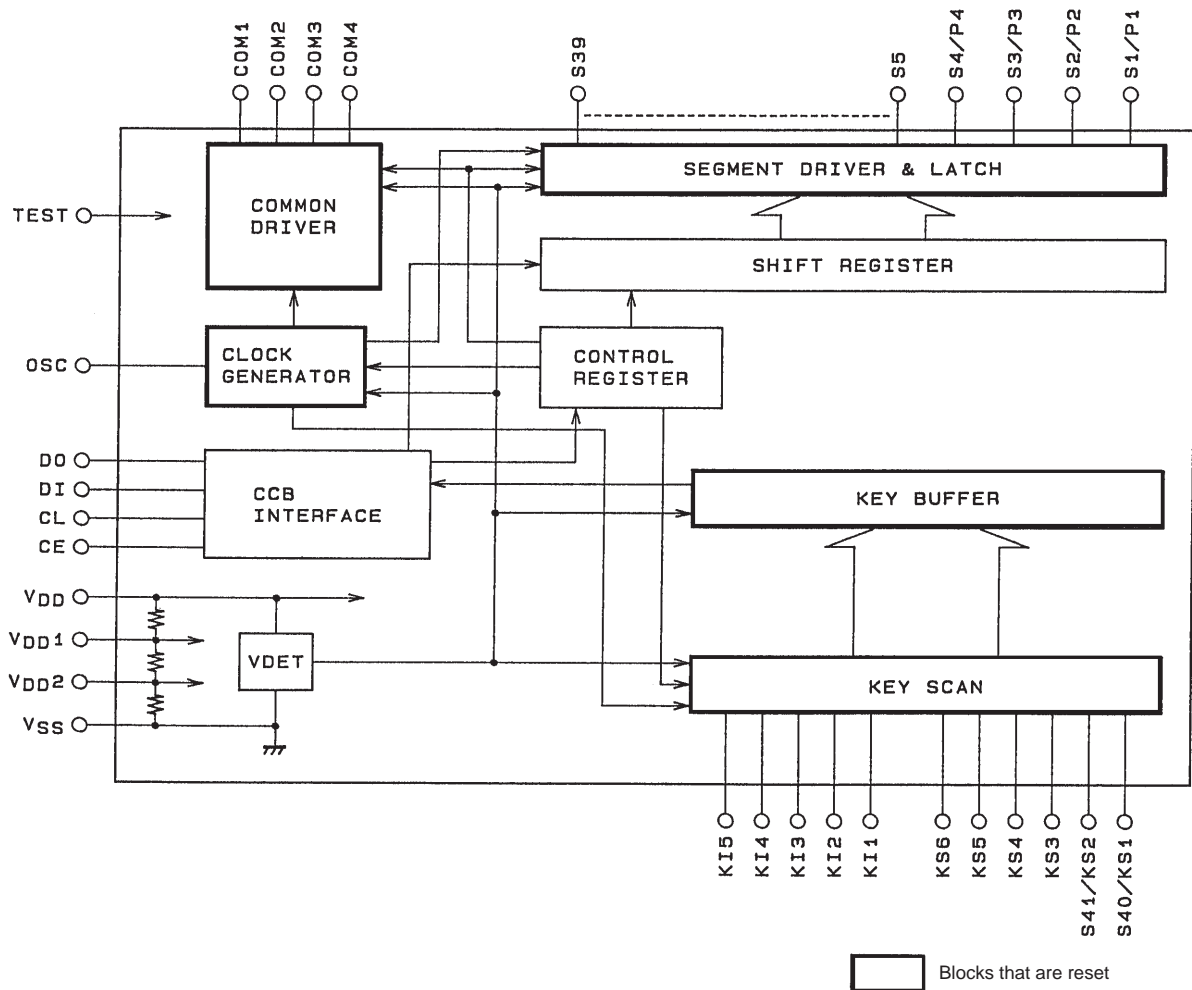 COM1
COM2
COM3
COM4
S39
S5
S4/P4
S3/P3
S2/P2
S1/P1
SEGMENT DRIVER & LATCH
COMMON
DRIVER
TEST
SHIFT REGISTER
CLOCK
GENERATOR
CONTROL
REGISTER
OSC
DO
DI
CL
CE
CCB
INTERFACE
KEY BUFFER
VDD
VDD1
VDD2
VSS
VDET
KEY SCAN
KI5
KI4
KI3
KI2
KI1
KS6
KS5
KS4
KS3
S41/KS2
S40/KS1
Blocks that are reset